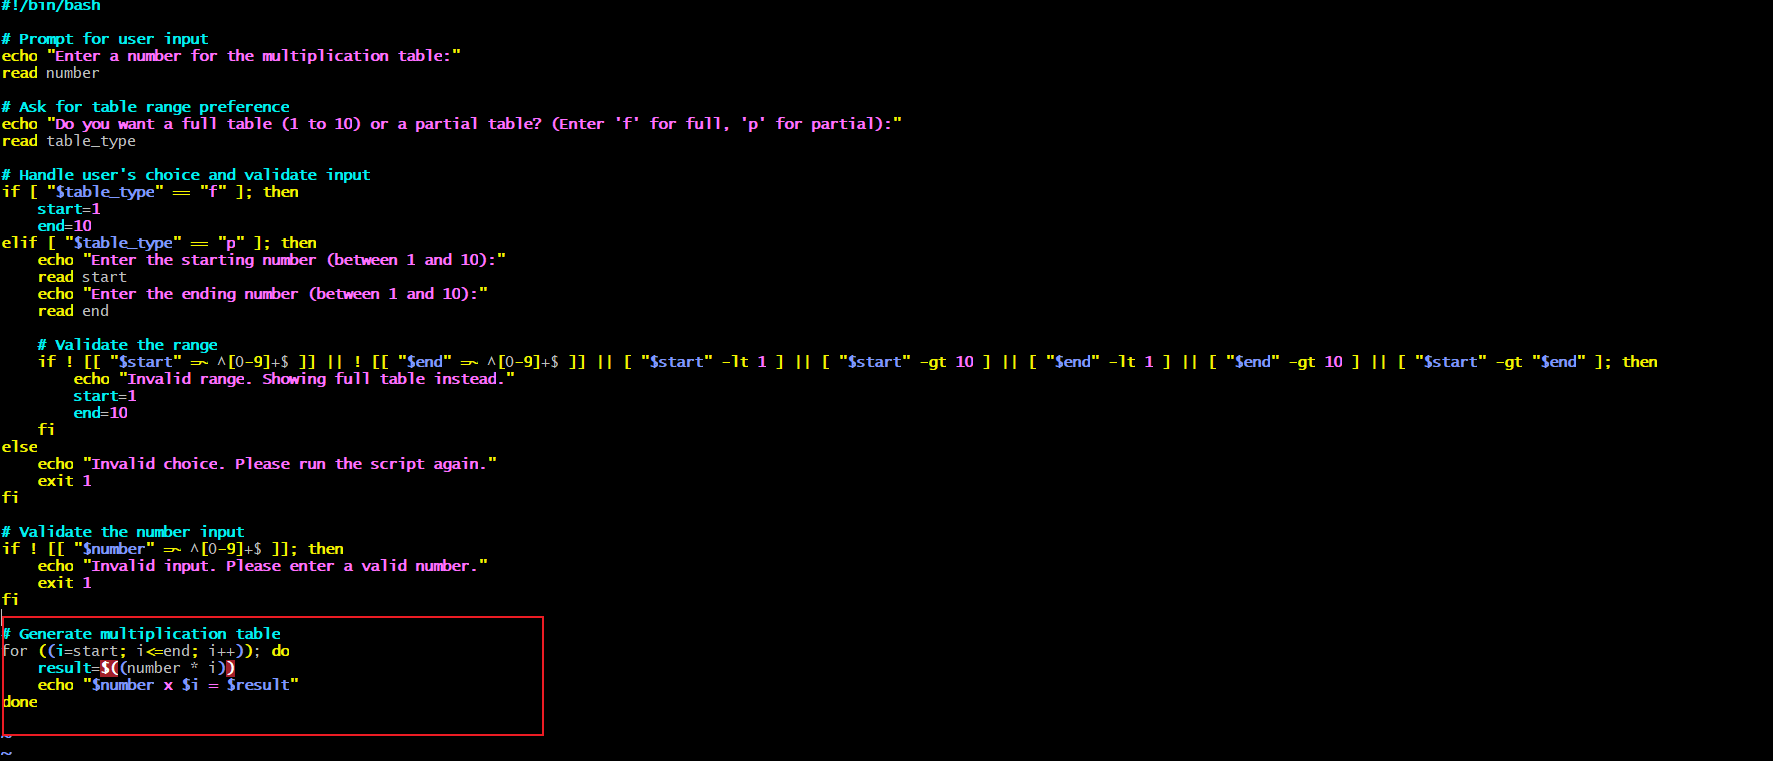 #!/bin/bash

# Prompt for user input
echo "Enter a number for the multiplication table:"
read number

# Ask for table range preference
echo "Do you want a full table (1 to 10) or a partial table? (Enter 'f' for full, 'p' for partial):"
read table_type

# Handle user's choice and validate input
if [ "$table_type" == "f" ]; then
    start=1
    end=10
elif [ "$table_type" == "p" ]; then
    echo "Enter the starting number (between 1 and 10):"
    read start
    echo "Enter the ending number (between 1 and 10):"
    read end

    # Validate the range
    if ! [[ "$start" =~ ^[0-9]+$ ]] || ! [[ "$end" =~ ^[0-9]+$ ]] || [ "$start" -lt 1 ] || [ "$start" -gt 10 ] || [ "$end" -lt 1 ] || [ "$end" -gt 10 ] || [ "$start" -gt "$end" ]; then
        echo "Invalid range. Showing full table instead."
        start=1
        end=10
    fi
else
    echo "Invalid choice. Please run the script again."
    exit 1
fi

# Validate the number input
if ! [[ "$number" =~ ^[0-9]+$ ]]; then
    echo "Invalid input. Please enter a valid number."
    exit 1
fi

# Generate multiplication table
for ((i=start; i<=end; i++)); do
    result=$((number * i))
    echo "$number x $i = $result"
done

~
~